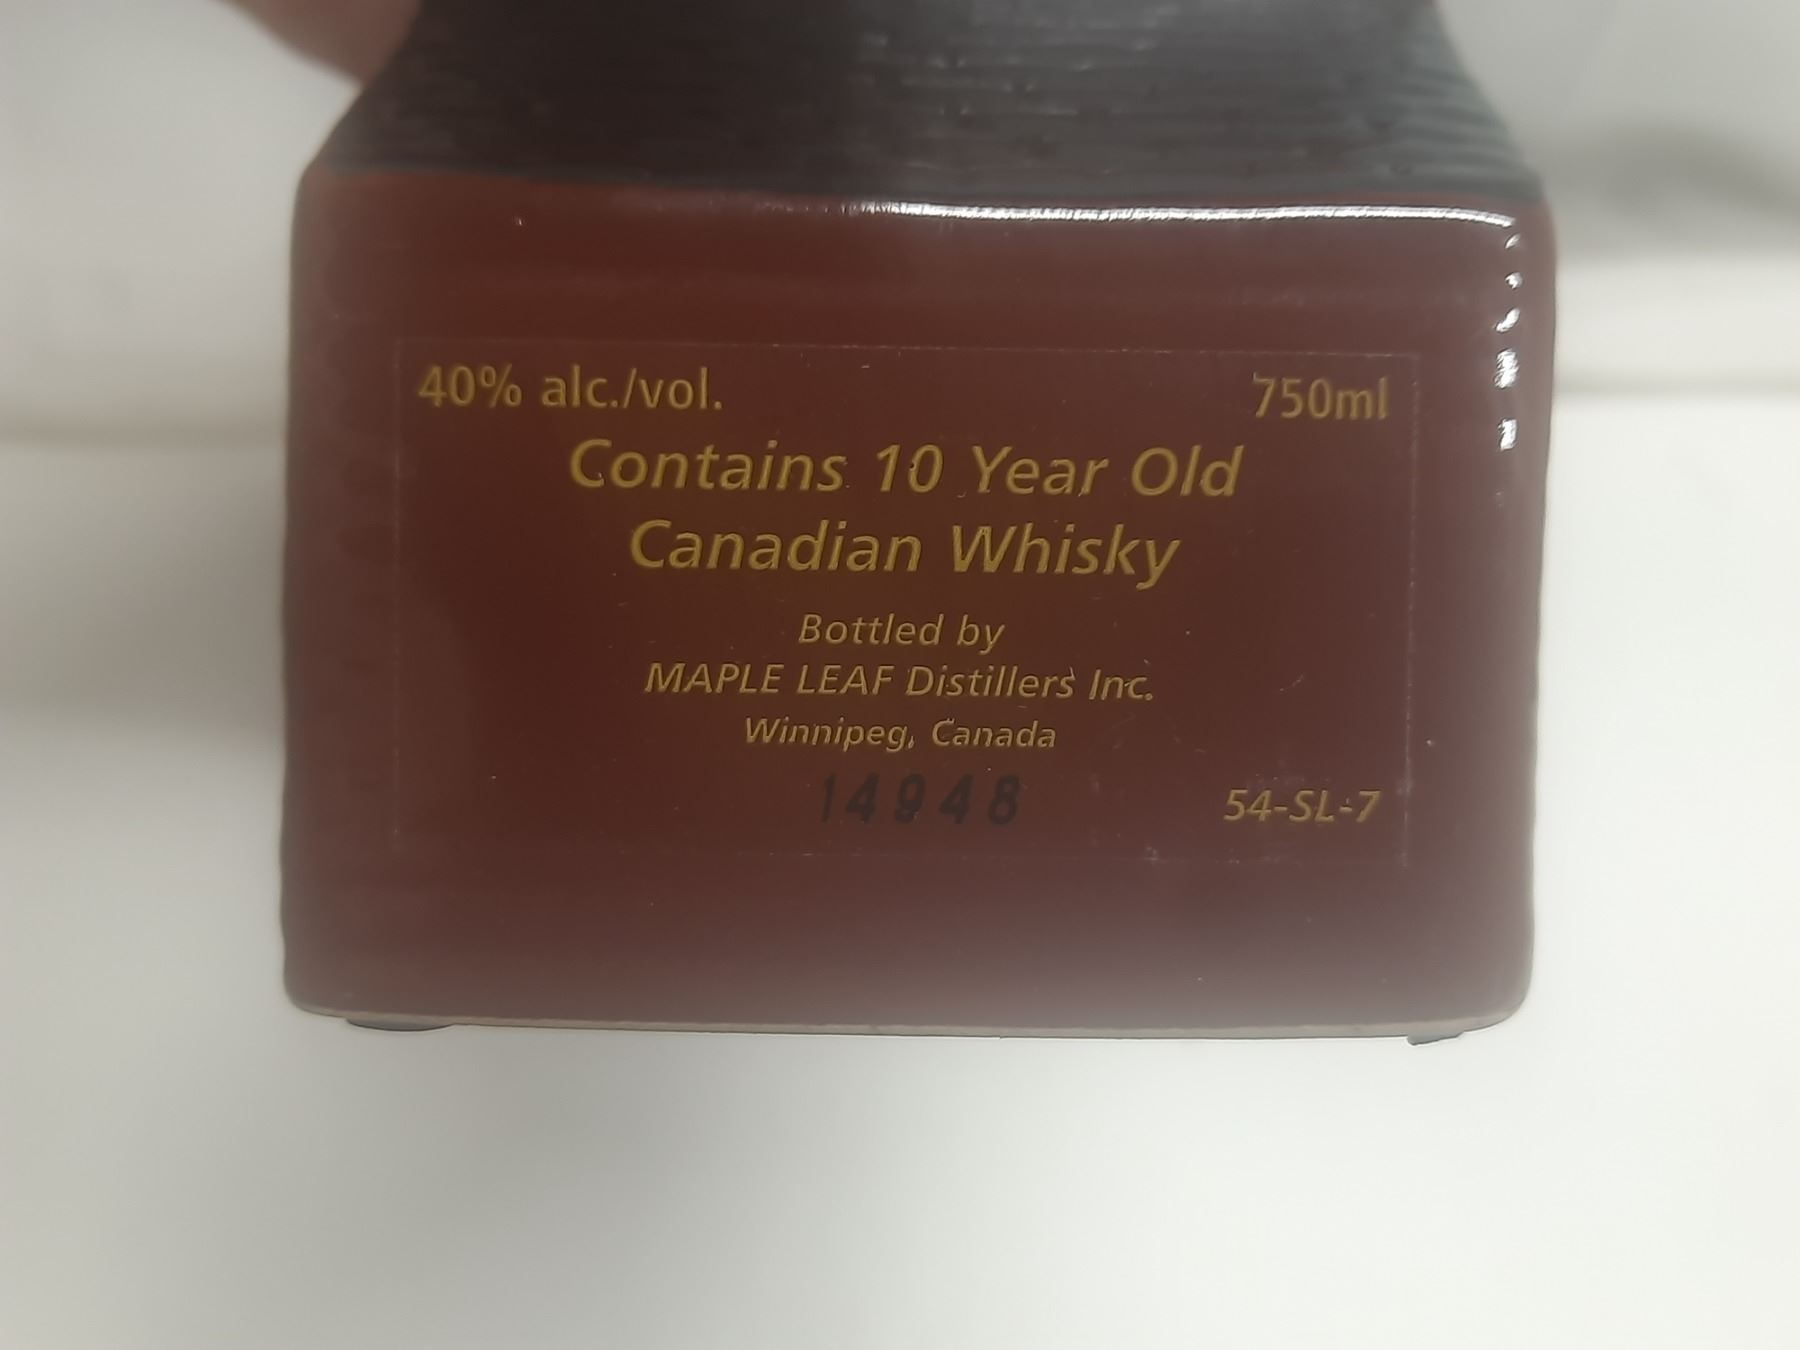 40% alc./vol. 750ml
Contains 10 Year Old
Canadian Whisky
Bottled by
MAPLE LEAF Distillers Inc.
Winnipeg, Canada
14948 54-SL-7